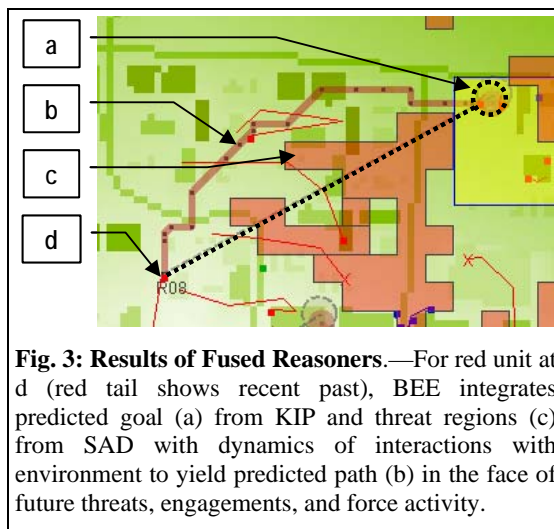 a
b
c
d
R08
Fig. 3: Results of Fused Reasoners.—For red unit at
d (red tail shows recent past), BEE integrates
predicted goal (a) from KIP and threat regions (c)
from SAD with dynamics of interactions with
environment to yield predicted path (b) in the face of
future threats, engagements, and force activity.